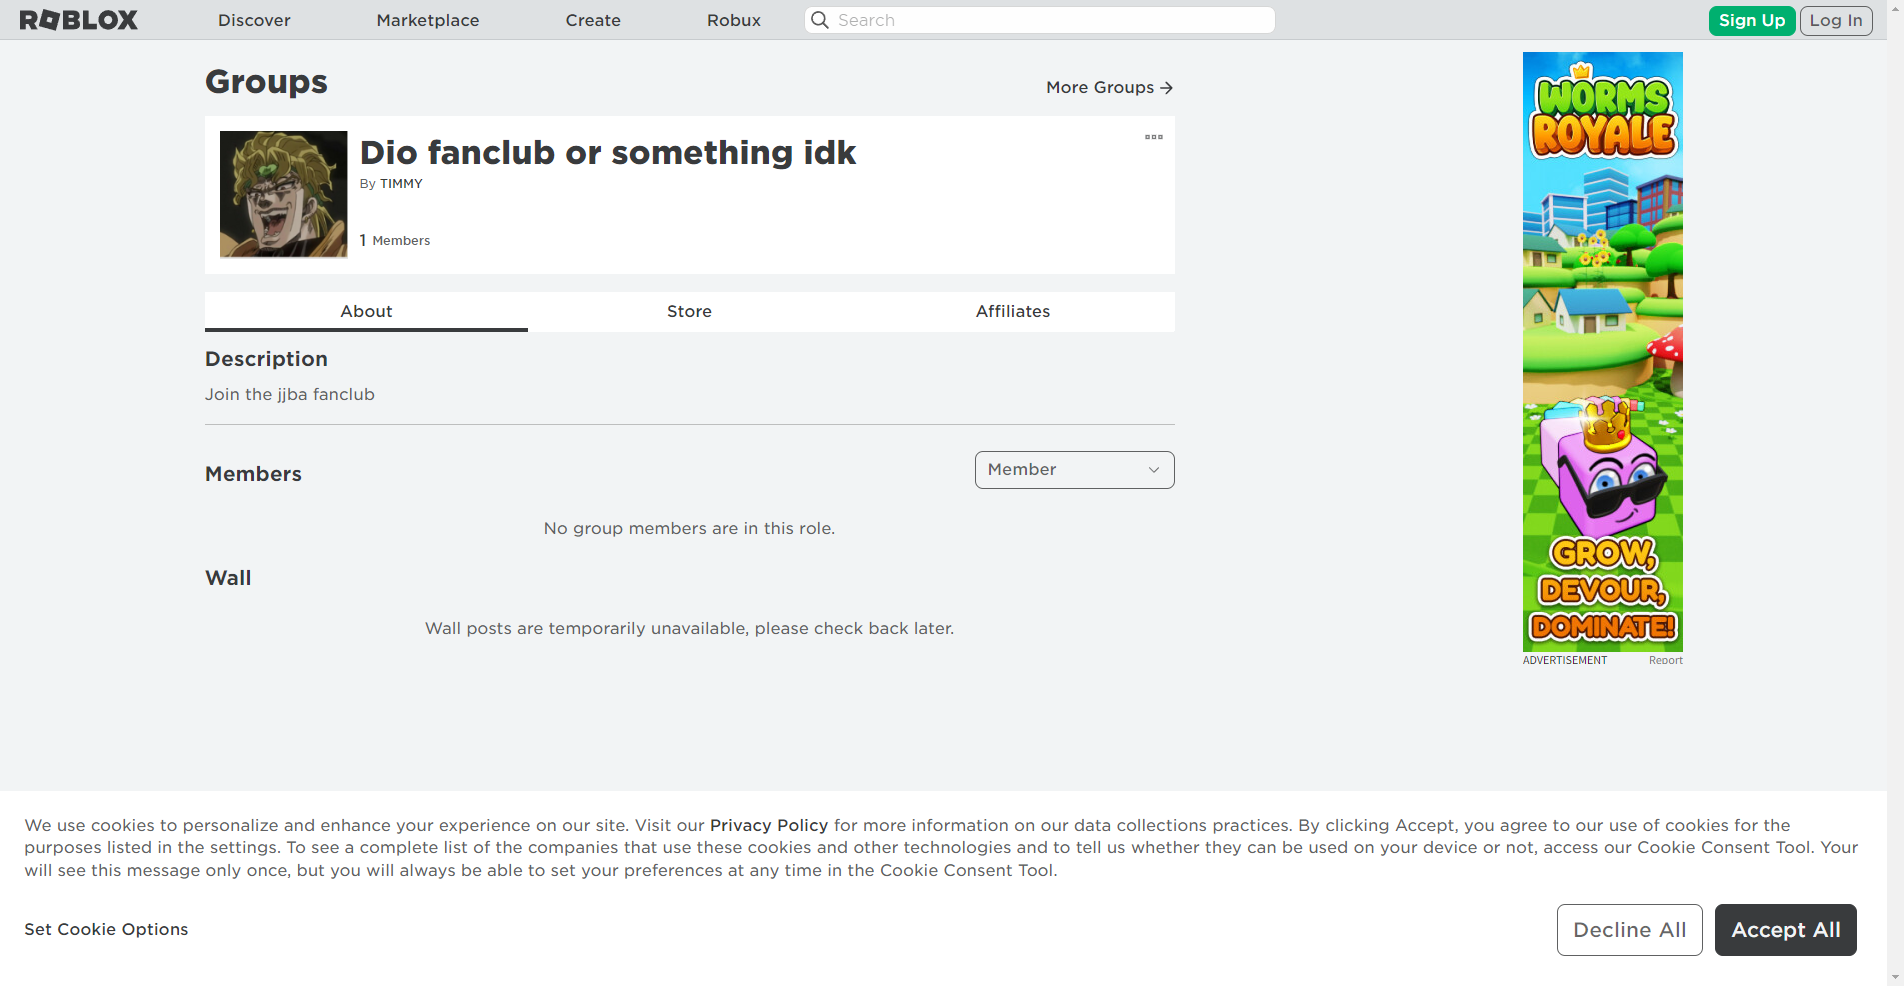 ROBLOX Discover Marketplace Create Robux Search Sign Up Log In
Groups
More Groups
Dio fanclub or something idk
By TIMMY
1 Members
About Store Affiliates
Description
Join the jjba fanclub
Members
Member
No group members are in this role.
Wall
Wall posts are temporarily unavailable, please check back later.
WORMS
ROYALE
GROW,
DEVOUR,
DOMINATE!
ADVERTISEMENT Report
We use cookies to personalize and enhance your experience on our site. Visit our Privacy Policy for more information on our data collections practices. By clicking Accept, you agree to our use of cookies for the
purposes listed in the settings. To see a complete list of the companies that use these cookies and other technologies and to tell us whether they can be used on your device or not, access our Cookie Consent Tool. Your
will see this message only once, but you will always be able to set your preferences at any time in the Cookie Consent Tool.
Set Cookie Options
Decline All Accept All